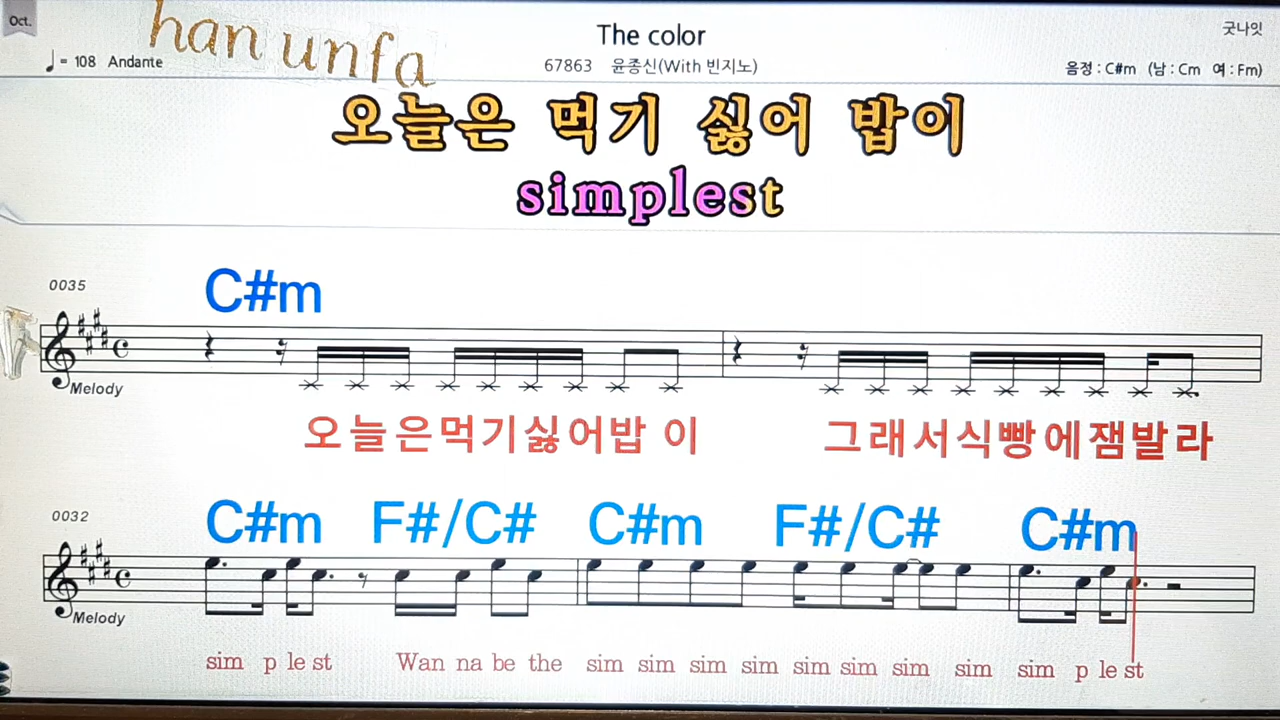 Oct.
han unfa
The color
굿나잇
♩= 108 Andante
67863 윤종신(With 빈지노)
음정 : C#m (남 : Cm 여 : Fm)
오늘은 먹기 싫어 밥이
simplest
0035
C#m
Melody
오늘은먹기싫어밥 이 그래서식빵에잼발라
0032
C#m F#/C# C#m F#/C# C#m
Melody
sim p le st Wan na be the sim sim sim sim sim sim sim sim sim p le st